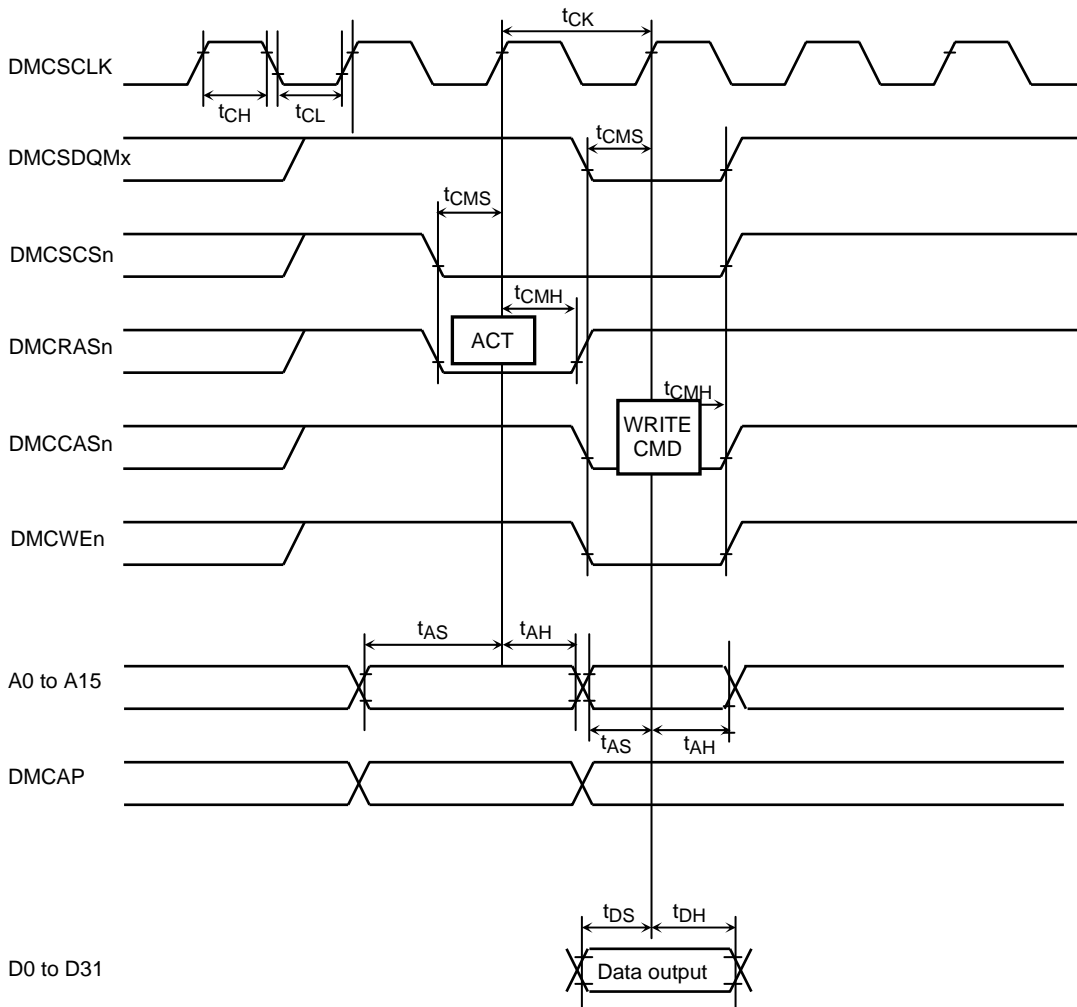 tCK
DMCSCLK
tCH
tCL
tCMS
DMCSDQMx
tCMS
DMCSCSn
tCMH
DMCRASn
ACT
tCMH
DMCCASn
WRITE
CMD
DMCWEn
tAS
tAH
A0 to A15
tAS
tAH
DMCAP
tDS
tDH
D0 to D31
Data output